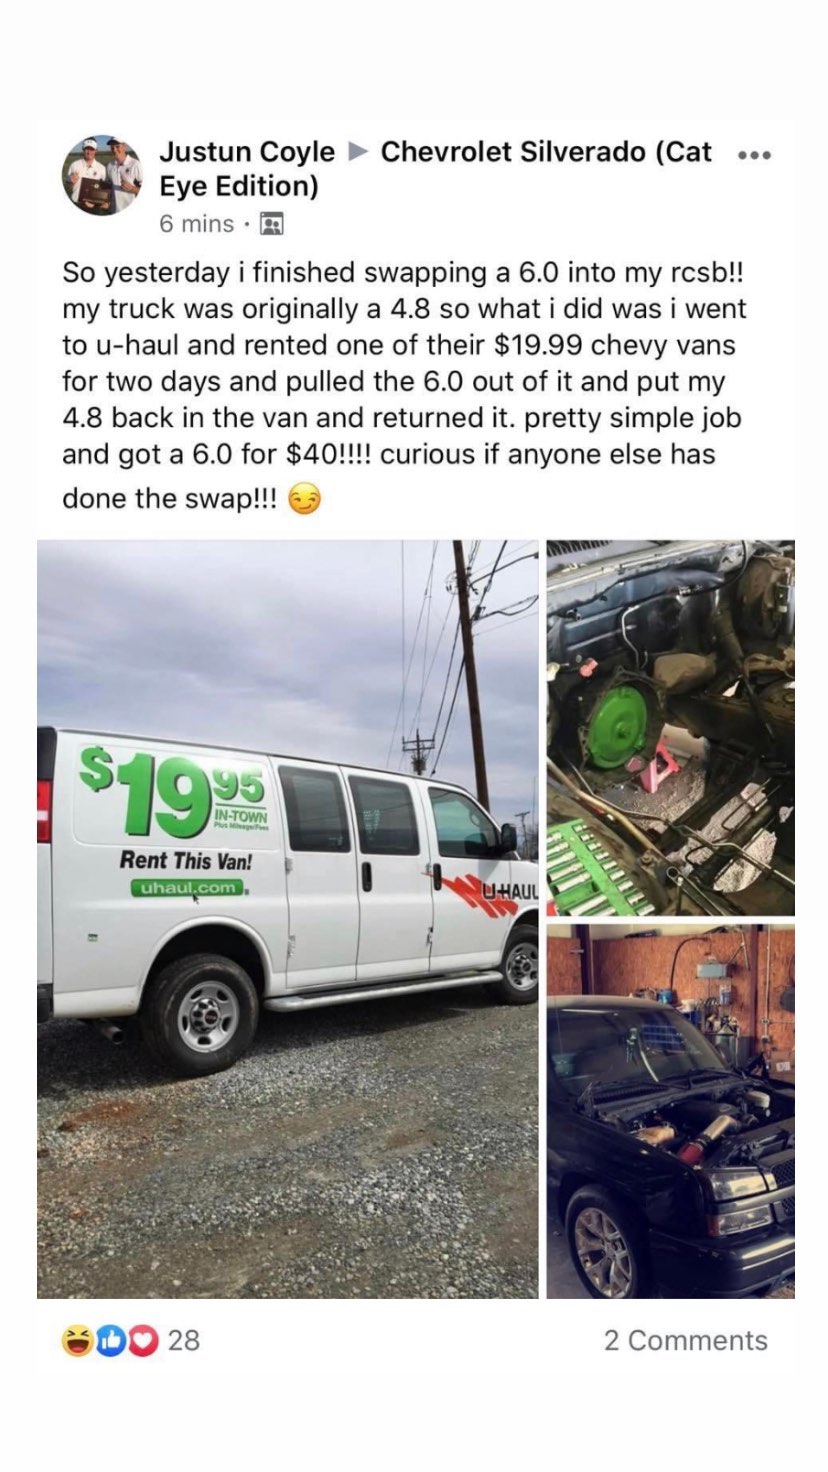 Justun Coyle ▶ Chevrolet Silverado (Cat
Eye Edition)
6 mins ·
So yesterday i finished swapping a 6.0 into my rcsb!!
my truck was originally a 4.8 so what i did was i went
to u-haul and rented one of their $19.99 chevy vans
for two days and pulled the 6.0 out of it and put my
4.8 back in the van and returned it. pretty simple job
and got a 6.0 for $40!!!! curious if anyone else has
done the swap!!! 😏
$19 95
IN-TOWN
Plus Mileage/Fees
Rent This Van!
uhaul.com
U-HAUL
28
2 Comments